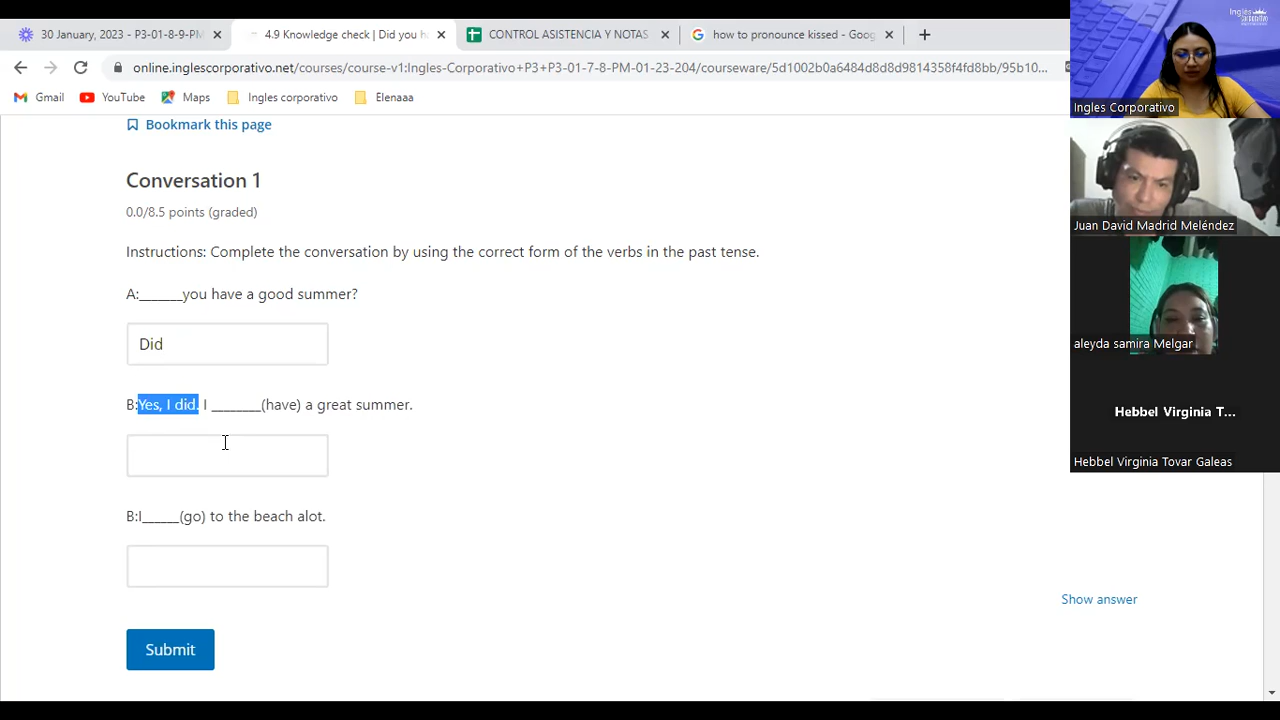 30 January, 2023 - P3-01-8-9-PM
4.9 Knowledge check | Did you h
CONTROL ASISTENCIA Y NOTAS
how to pronounce kissed - Goog
online.inglescorporativo.net/courses/course-v1:Ingles-Corporativo+P3+P3-01-7-8-PM-01-23-204/courseware/5d10d2b0a6484d8d8d9814358f4fd8bb/95b10...
Gmail
YouTube
Maps
Ingles corporativo
Elenaaa
Bookmark this page
Conversation 1
0.0/8.5 points (graded)
Instructions: Complete the conversation by using the correct form of the verbs in the past tense.
A:______you have a good summer?
Did
B:Yes, I did. I _______(have) a great summer.
B:I_____(go) to the beach alot.
Show answer
Submit
Ingles Corporativo
Juan David Madrid Meléndez
aleyda samira Melgar
Hebbel Virginia T...
Hebbel Virginia Tovar Galeas